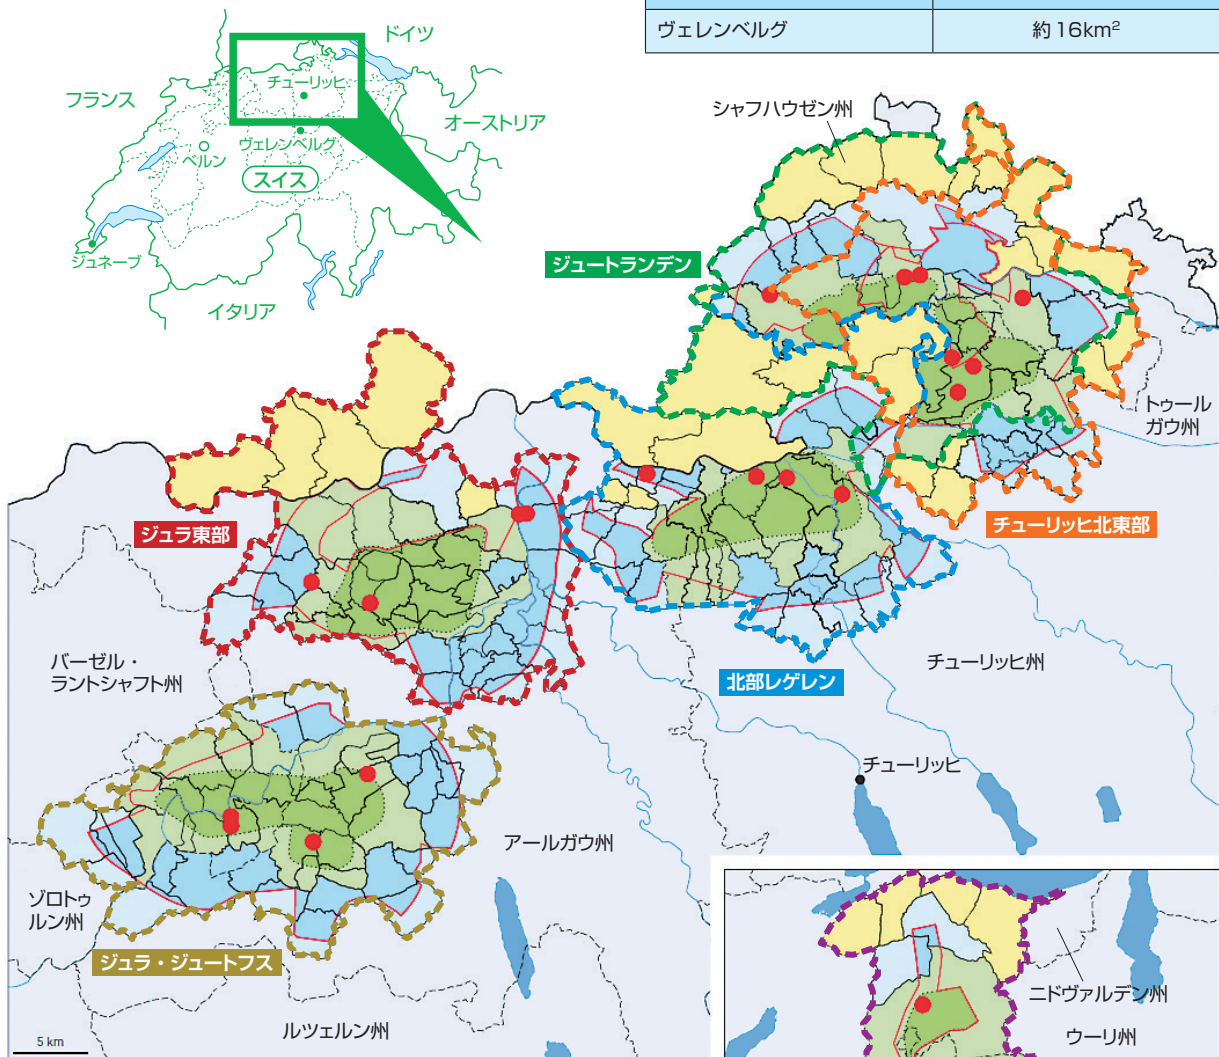 ヴェレンベルグ
約16km²
ドイツ
フランス
チューリッヒ
オーストリア
ヴェレンベルグ
ベルン
スイス
ジュネーブ
イタリア
シャフハウゼン州
ジュートランデン
トゥール
ガウ州
ジュラ東部
チューリッヒ北東部
バーゼル・
ラントシャフト州
北部レゲレン
チューリッヒ州
チューリッヒ
アールガウ州
ゾロトゥ
ルン州
ジュラ・ジュートフス
ニドヴァルデン州
ルツェルン州
ウーリ州
5 km